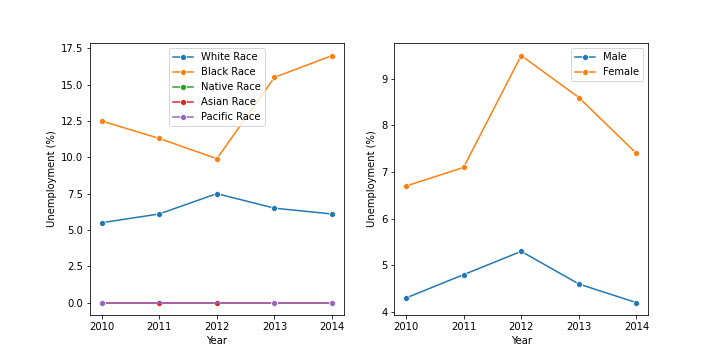 17.5
15.0
12.5
10.0
7.5
5.0
2.5
0.0
Unemployment (%)
White Race
Black Race
Native Race
Asian Race
Pacific Race
2010 2011 2012 2013 2014
Year
9
8
7
6
5
4
Unemployment (%)
Male
Female
2010 2011 2012 2013 2014
Year